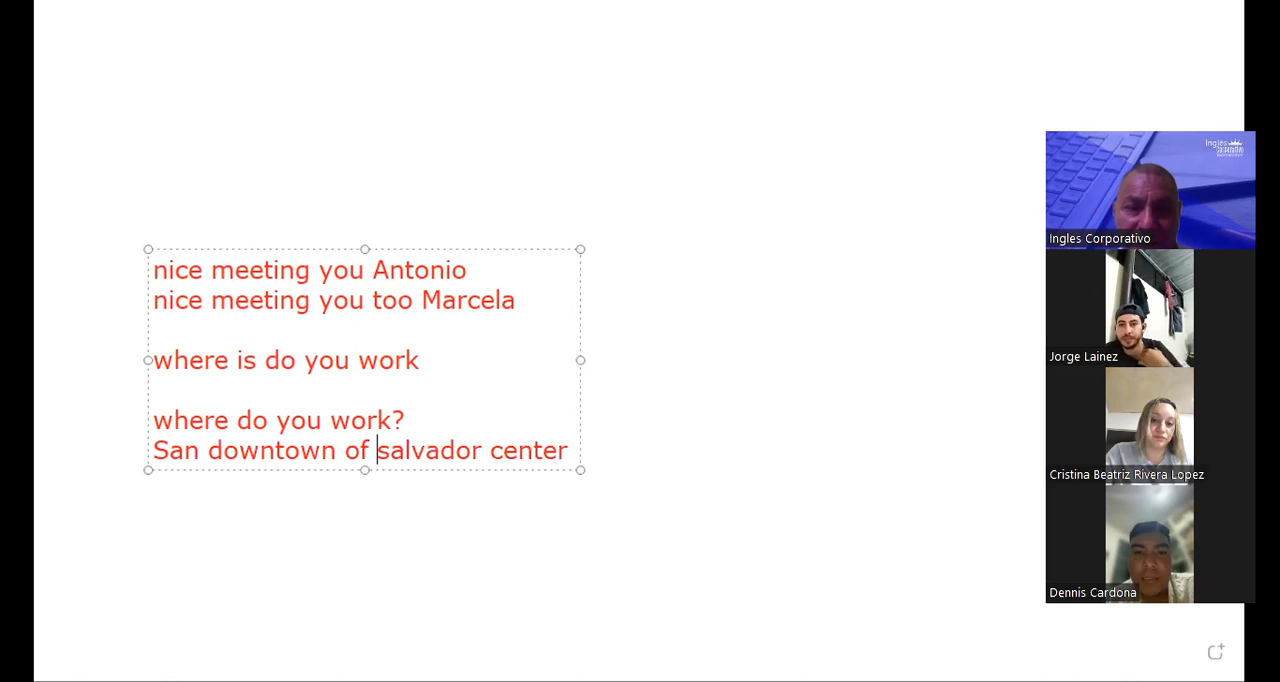 nice meeting you Antonio
nice meeting you too Marcela
where is do you work
where do you work?
San downtown of salvador center
Ingles
Ingles Corporativo
Jorge Lainez
Cristina Beatriz Rivera Lopez
Dennis Cardona